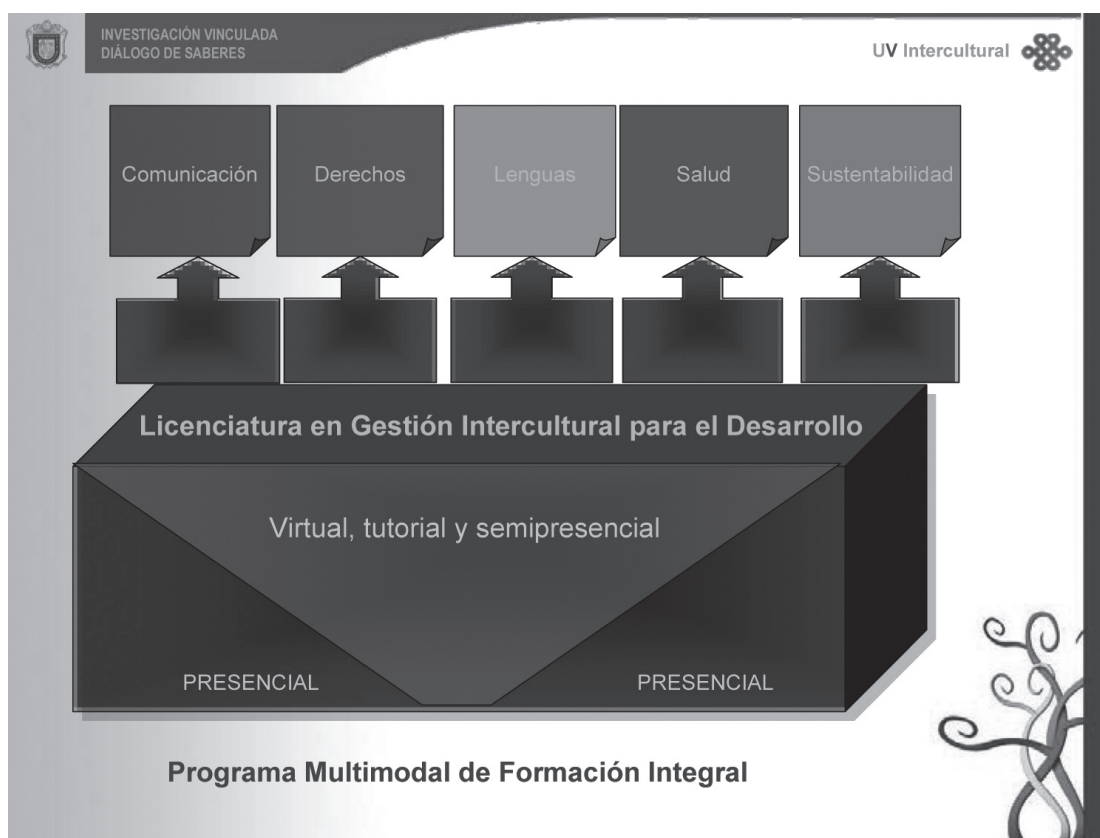 INVESTIGACIÓN VINCULADA
DIÁLOGO DE SABERES
UV Intercultural
Comunicación
Derechos
Lenguas
Salud
Sustentabilidad
Licenciatura en Gestión Intercultural para el Desarrollo
Virtual, tutorial y semipresencial
PRESENCIAL
PRESENCIAL
Programa Multimodal de Formación Integral